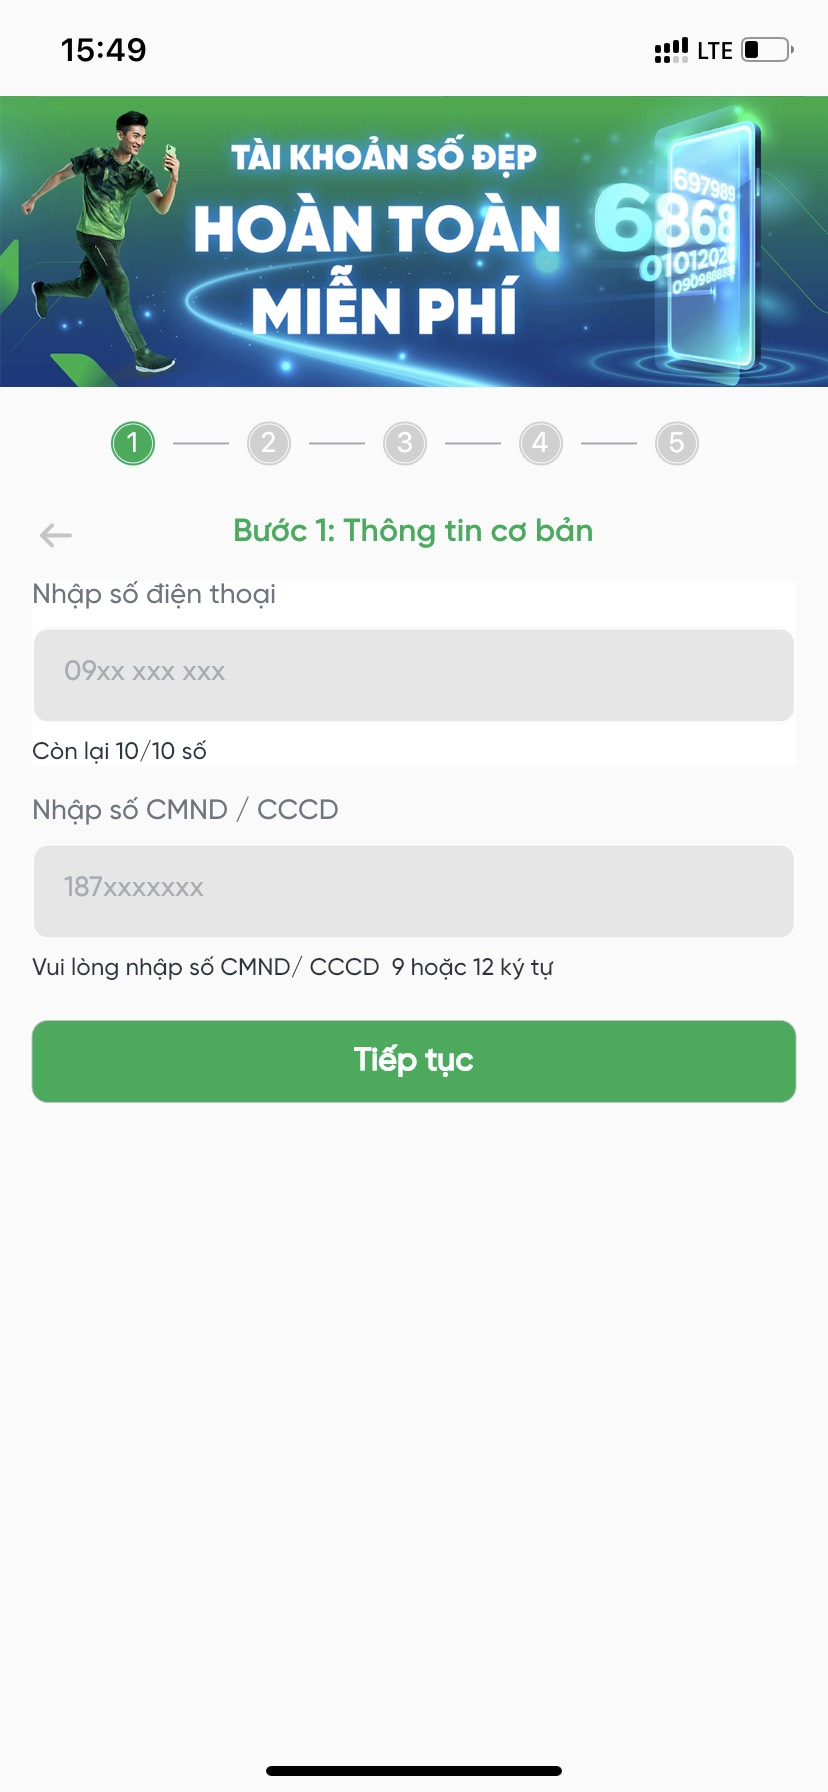 15:49
LTE
TÀI KHOẢN SỐ ĐẸP
HOÀN TOÀN
MIỄN PHÍ
697989
6868
0101202
1
2
3
4
5
Bước 1: Thông tin cơ bản
Nhập số điện thoại
09xx xxx xxx
Còn lại 10/10 số
Nhập số CMND / CCCD
187xxxxxxx
Vui lòng nhập số CMND/ CCCD 9 hoặc 12 ký tự
Tiếp tục